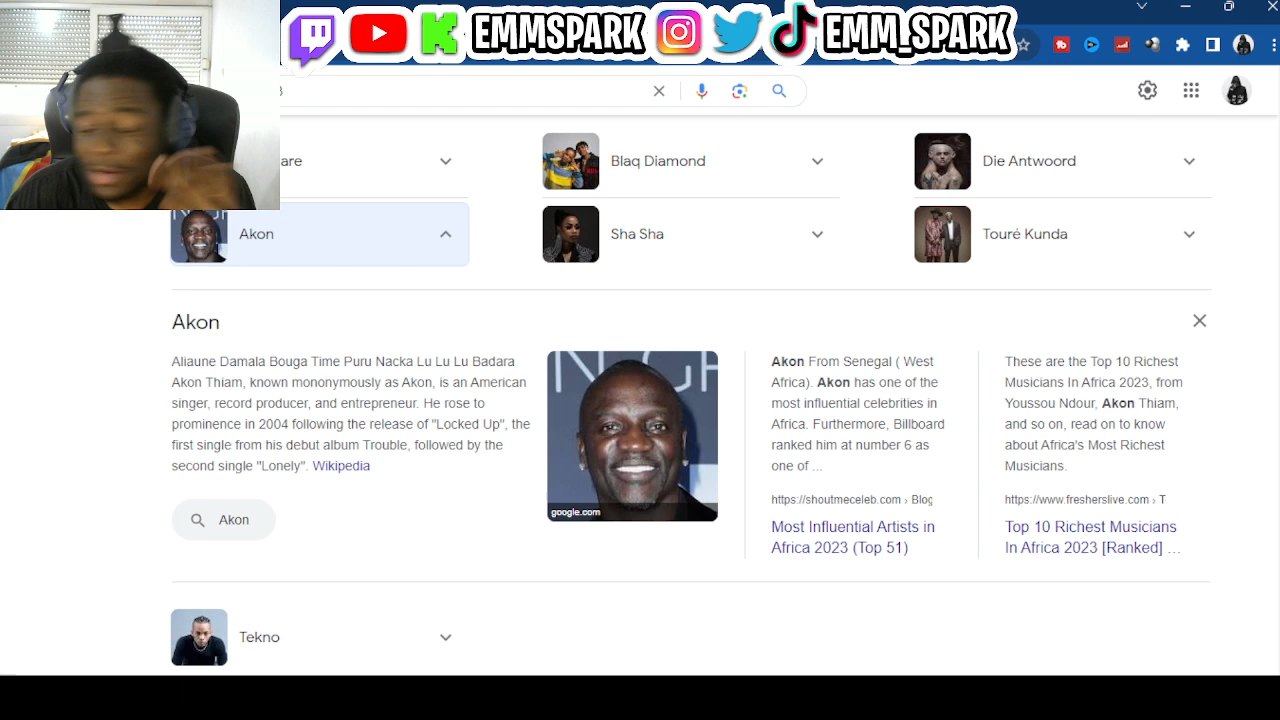 EMMSPARK
EMM_SPARK
are
Blaq Diamond
Die Antwoord
Akon
Sha Sha
Touré Kunda
Akon
Aliaune Damala Bouga Time Puru Nacka Lu Lu Lu Badara
Akon Thiam, known mononymously as Akon, is an American
singer, record producer, and entrepreneur. He rose to
prominence in 2004 following the release of "Locked Up", the
first single from his debut album Trouble, followed by the
second single "Lonely". Wikipedia
Akon
google.com
Akon From Senegal ( West
Africa). Akon has one of the
most influential celebrities in
Africa. Furthermore, Billboard
ranked him at number 6 as
one of ...
https://shoutmeceleb.com › Blog
Most Influential Artists in
Africa 2023 (Top 51)
These are the Top 10 Richest
Musicians In Africa 2023, from
Youssou Ndour, Akon Thiam,
and so on, read on to know
about Africa's Most Richest
Musicians.
https://www.fresherslive.com › T
Top 10 Richest Musicians
In Africa 2023 [Ranked] ...
Tekno